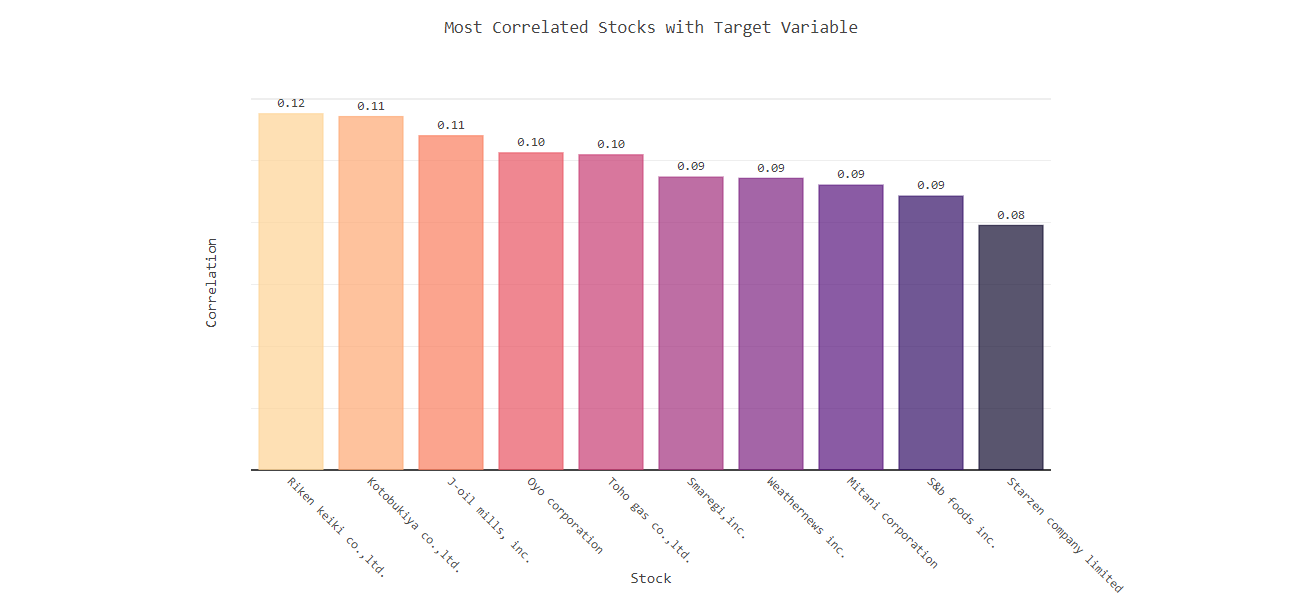 Most Correlated Stocks with Target Variable
0.12
0.11
0.11
0.10
0.10
0.09
0.09
0.09
0.09
0.08
Correlation
Riken keiki co.,ltd.
Kotobukiya co.,ltd.
J-oil mills, inc.
Oyo corporation
Toho gas co.,ltd.
Smaregi,inc.
Weathernews inc.
Mitani corporation
S&b foods inc.
Starzen company limited
Stock